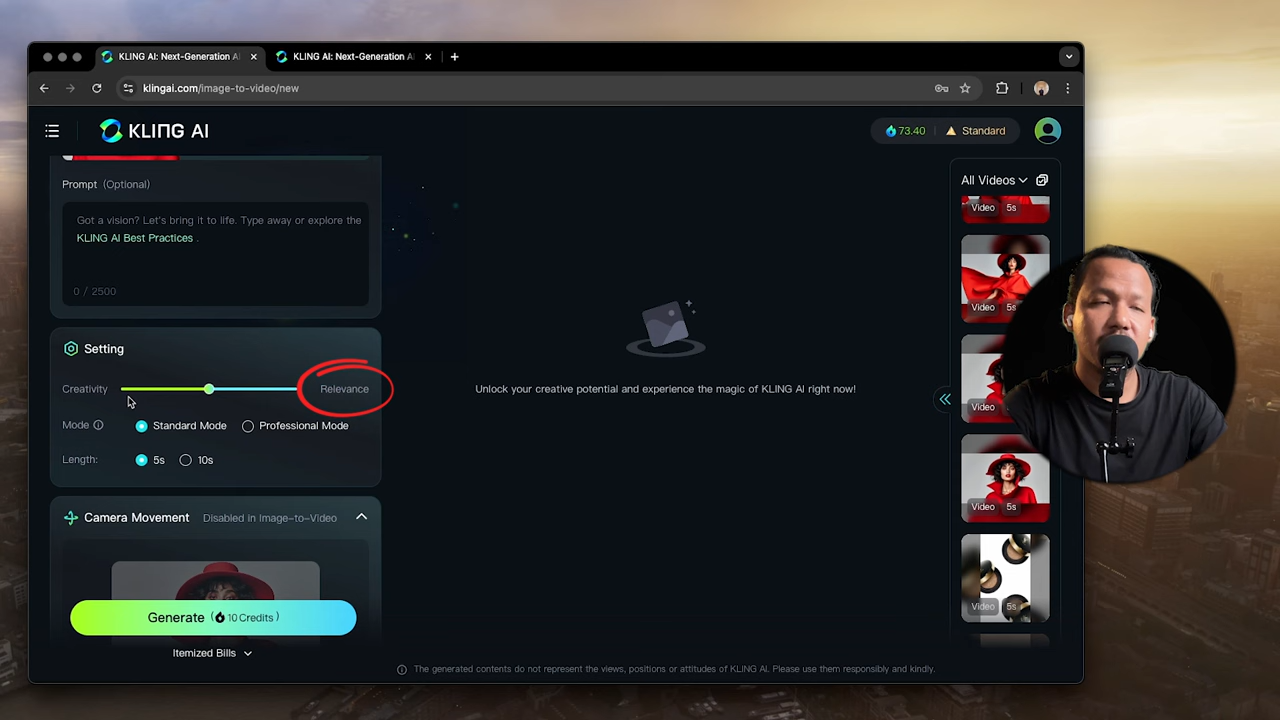 KLING AI: Next-Generation AI
KLING AI: Next-Generation AI
klingai.com/image-to-video/new
KLING AI
73.40
Standard
Prompt (Optional)
Got a vision? Let's bring it to life. Type away or explore the
KLING AI Best Practices .
0 / 2500
Setting
Creativity
Relevance
Mode
Standard Mode
Professional Mode
Length:
5s
10s
Camera Movement
Disabled in Image-to-Video
Generate ( 10 Credits )
Itemized Bills
Unlock your creative potential and experience the magic of KLING AI right now!
The generated contents do not represent the views, positions or attitudes of KLING AI. Please use them responsibly and kindly.
All Videos
Video 5s
Video 5s
Video 5s
Video 5s
Video 5s